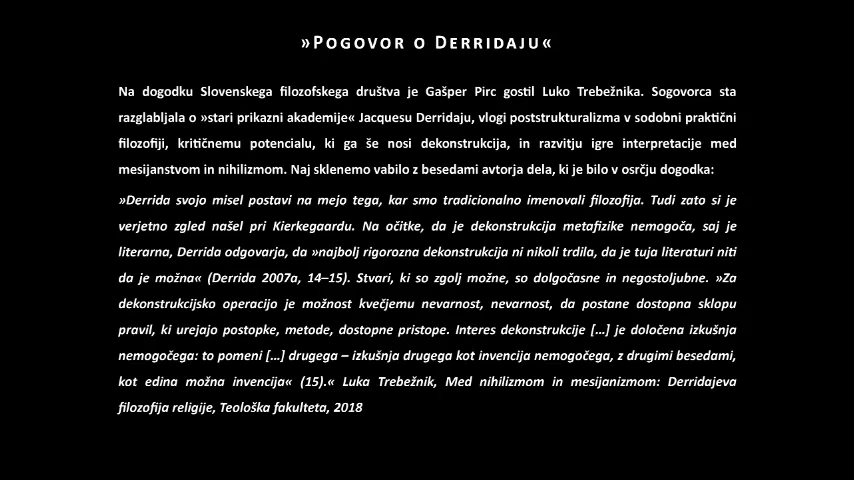 »POGOVOR O DERRIDAJU«
Na dogodku Slovenskega filozofskega društva je Gašper Pirc gostil Luko Trebežnika. Sogovorca sta
razglabljala o »stari prikazni akademije« Jacquesu Derridaju, vlogi poststrukturalizma v sodobni praktični
filozofiji, kritičnemu potencialu, ki ga še nosi dekonstrukcija, in razvitju igre interpretacije med
mesijanstvom in nihilizmom. Naj sklenemo vabilo z besedami avtorja dela, ki je bilo v osrčju dogodka:
»Derrida svojo misel postavi na mejo tega, kar smo tradicionalno imenovali filozofija. Tudi zato si je
verjetno zgled našel pri Kierkegaardu. Na očitke, da je dekonstrukcija metafizike nemogoča, saj je
literarna, Derrida odgovarja, da »najbolj rigorozna dekonstrukcija ni nikoli trdila, da je tuja literaturi niti
da je možna« (Derrida 2007a, 14–15). Stvari, ki so zgolj možne, so dolgočasne in negostoljubne. »Za
dekonstrukcijsko operacijo je možnost kvečjemu nevarnost, nevarnost, da postane dostopna sklopu
pravil, ki urejajo postopke, metode, dostopne pristope. Interes dekonstrukcije […] je določena izkušnja
nemogočega: to pomeni […] drugega – izkušnja drugega kot invencija nemogočega, z drugimi besedami,
kot edina možna invencija« (15).« Luka Trebežnik, Med nihilizmom in mesijanizmom: Derridajeva
filozofija religije, Teološka fakulteta, 2018